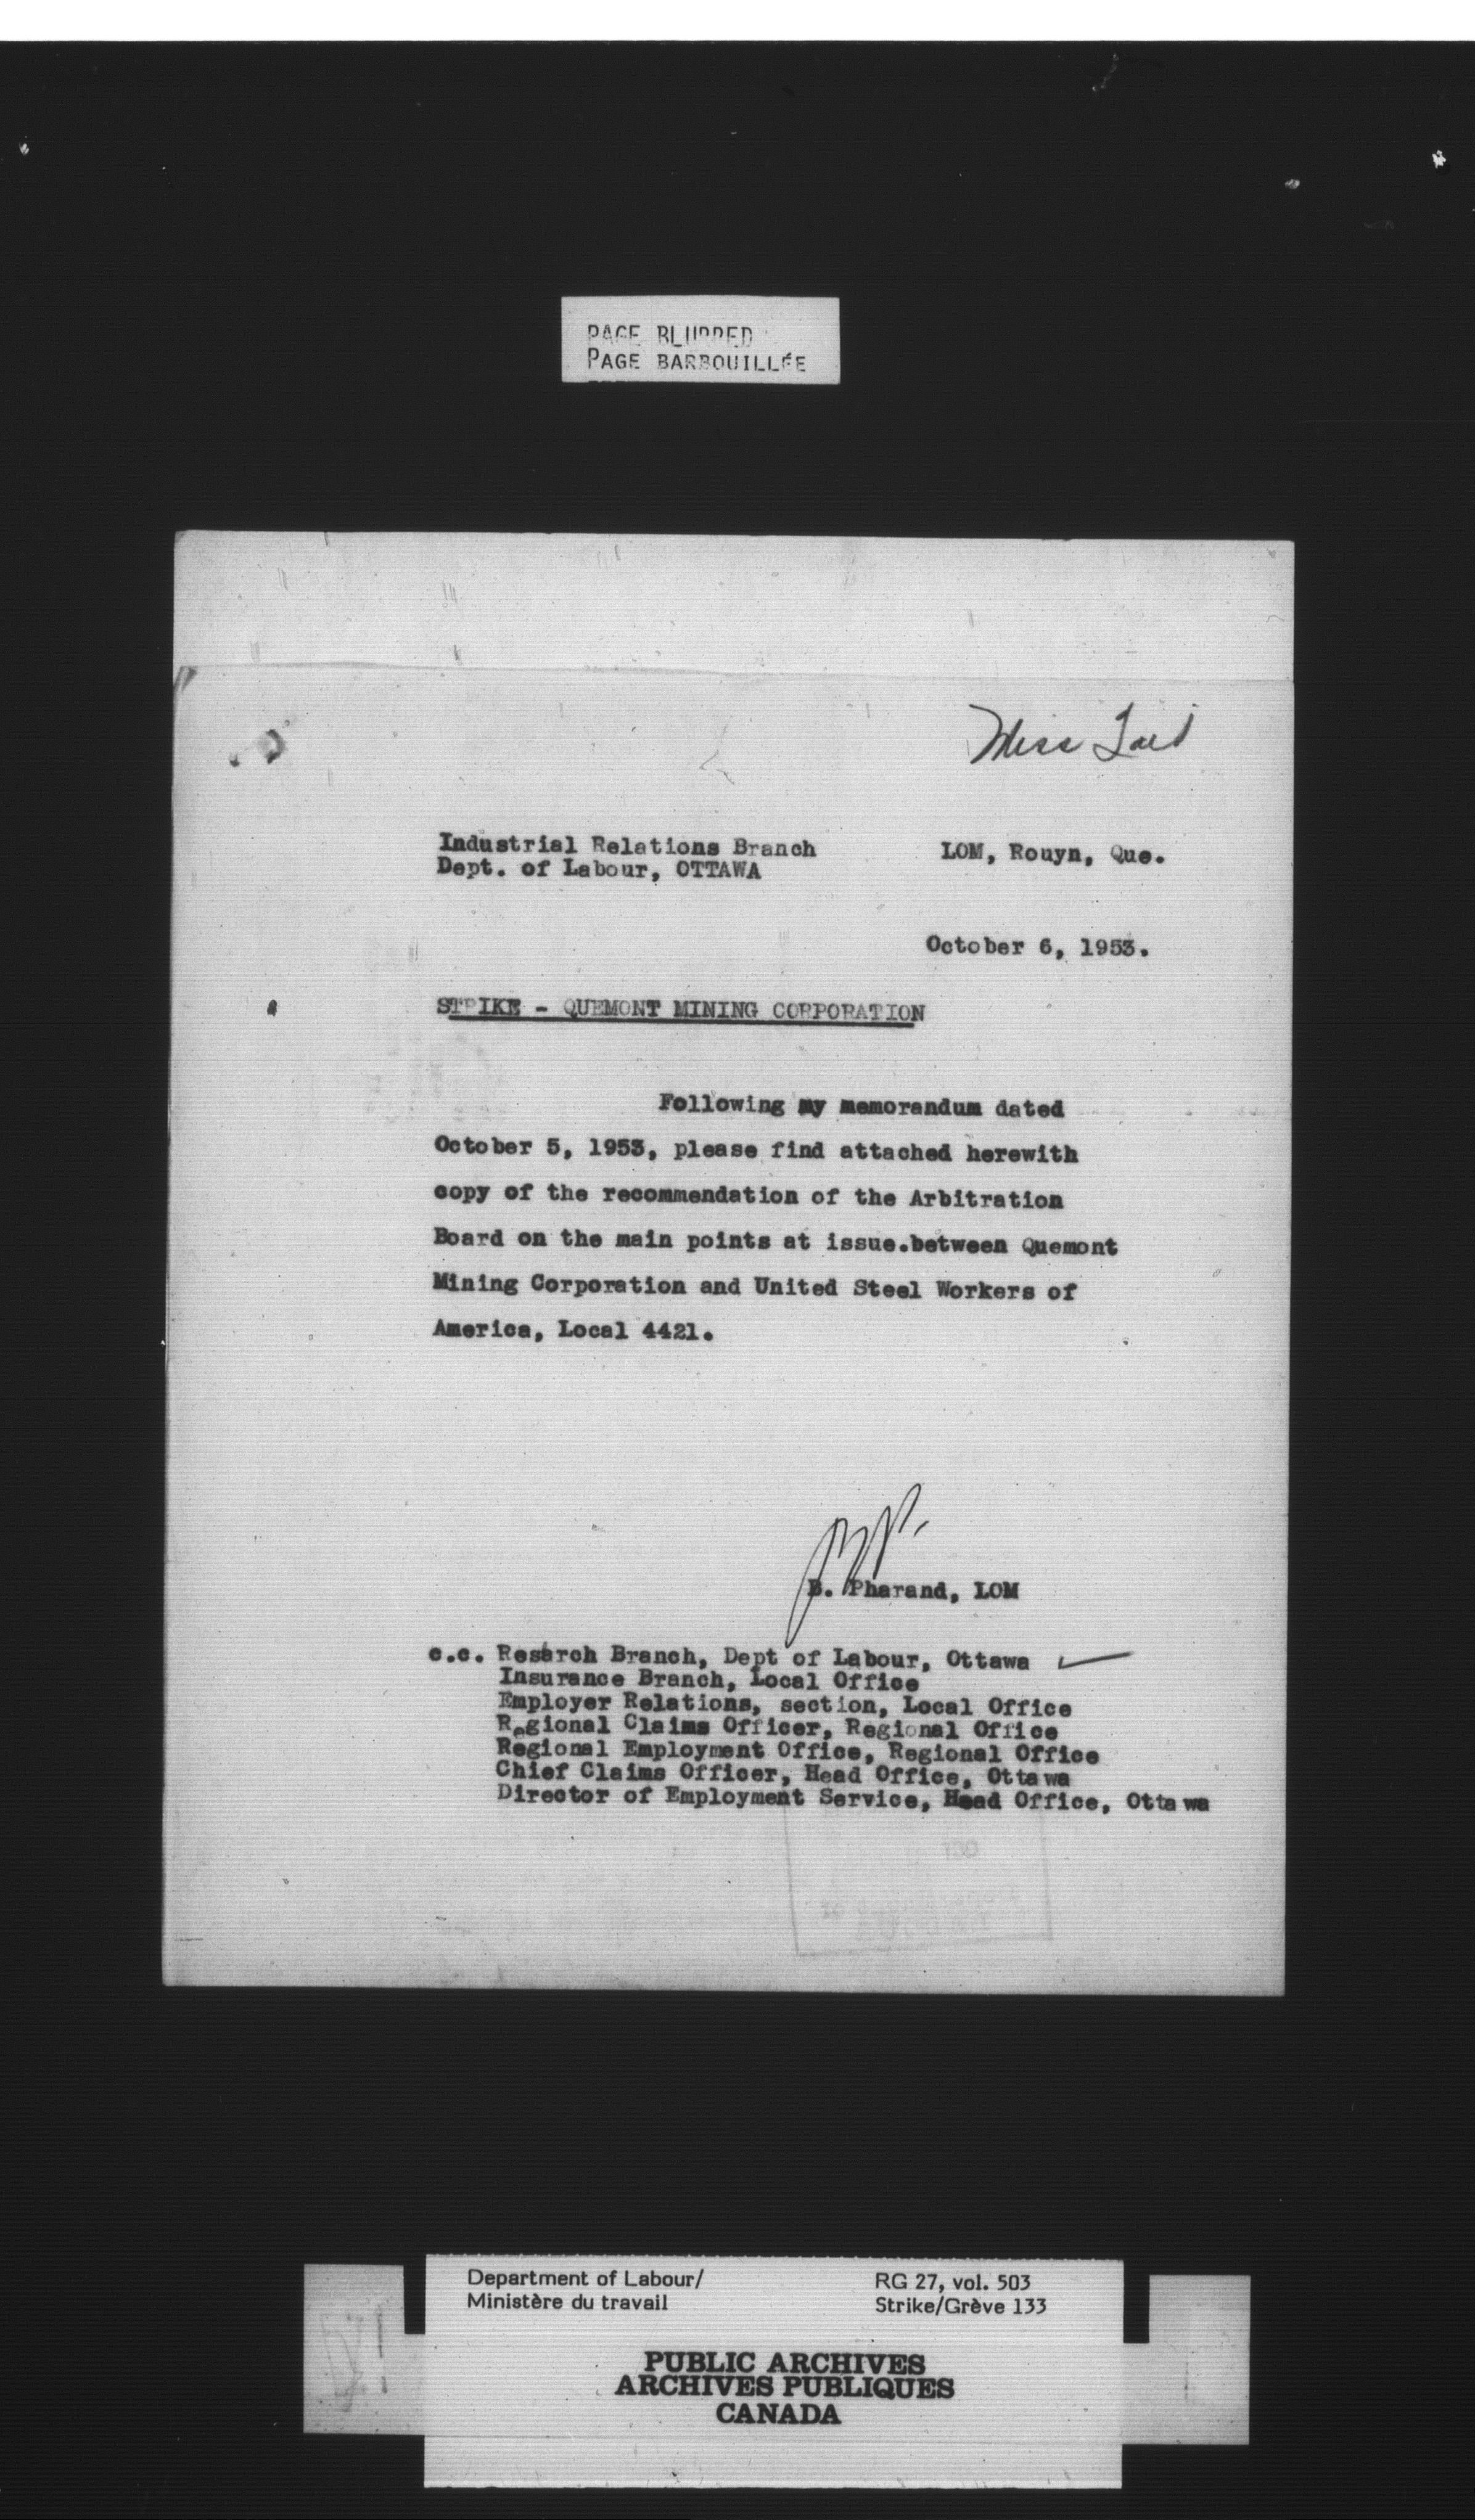 PAGE BLURRED
PAGE BARBOUILLÉE
Miss
Industrial Relations Branch
LOM, Rouyn, Que.
Dept. of Labour, OTTAWA
October 6, 1953.
STRIKE - QUEMONT MINING CORPORATION
Following my memorandum dated
October 5, 1953, please find attached herewith
copy of the recommendation of the Arbitration
Board on the main points at issue.between Quemont
Mining Corporation and United Steel Workers of
America, Local 4421.
B. Pharand, LOM
c.c. Research Branch, Dept of Labour, Ottawa
Insurance Branch, Local Office
Employer Relations, section, Local Office
Regional Claims Officer, Regional Office
Regional Employment Office, Regional Office
Chief Claims Officer, Head Office, Ottawa
Director of Employment Service, Head Office, Ottawa
Department of Labour/
Ministère du travail
RG 27, vol. 503
Strike/Grève 133
PUBLIC ARCHIVES
ARCHIVES PUBLIQUES
CANADA